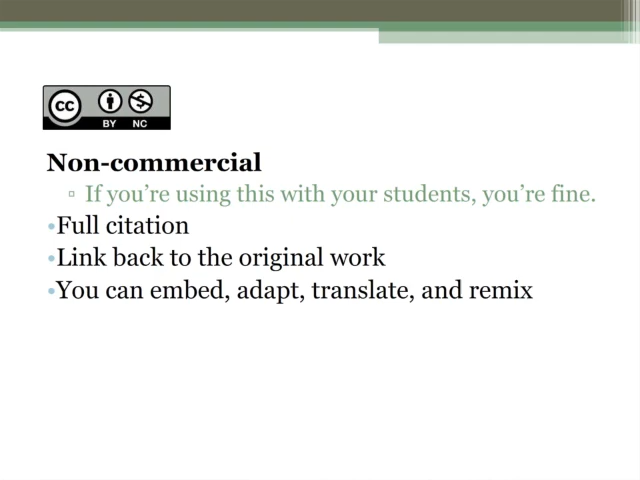 cc
BY NC
Non-commercial
▫ If you're using this with your students, you're fine.
•Full citation
•Link back to the original work
•You can embed, adapt, translate, and remix